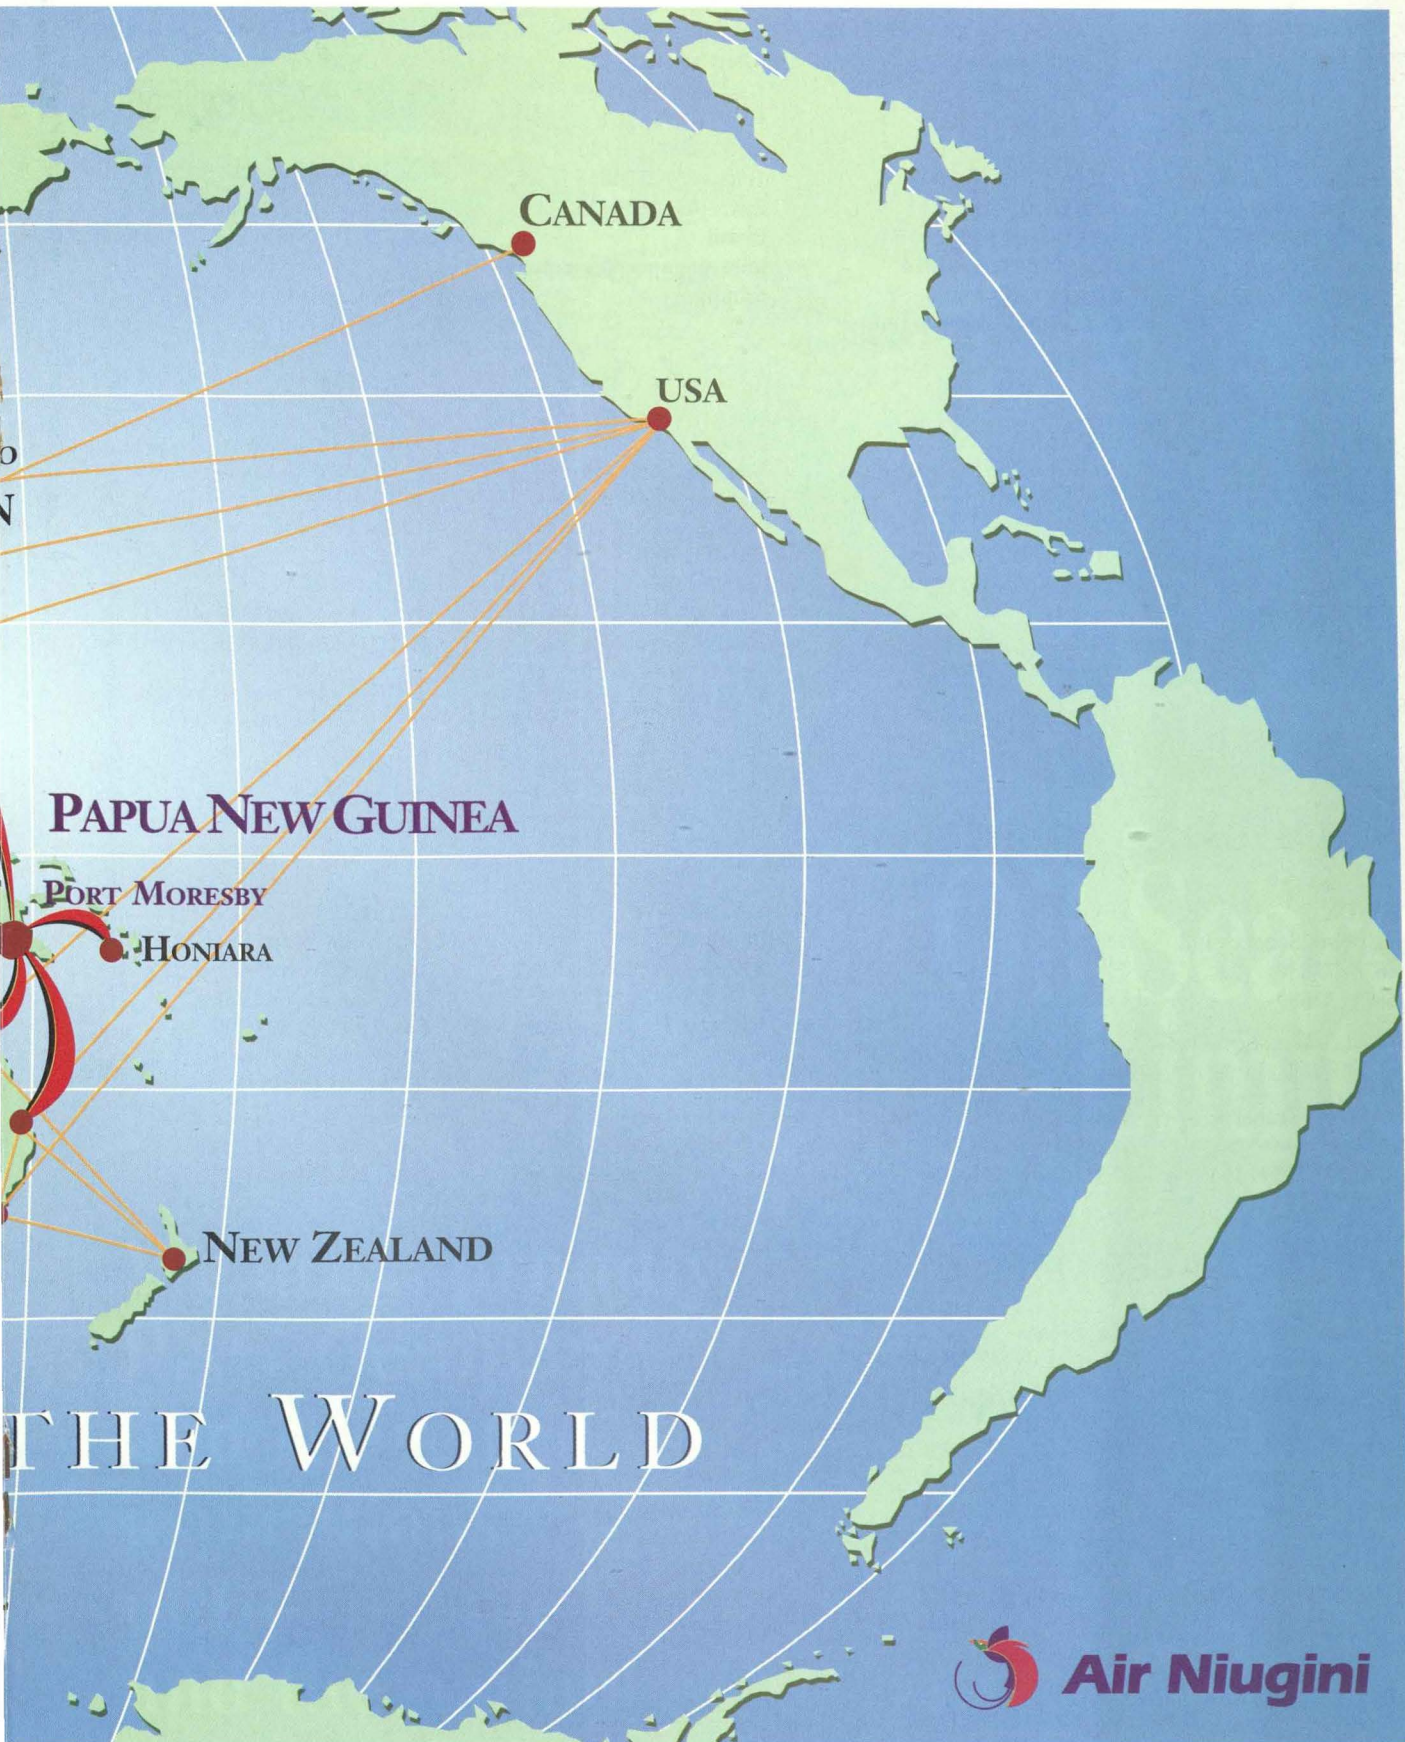 CANADA
USA
O
N
PAPUA NEW GUINEA
PORT MORESBY
HONIARA
NEW ZEALAND
THE WORLD
Air Niugini